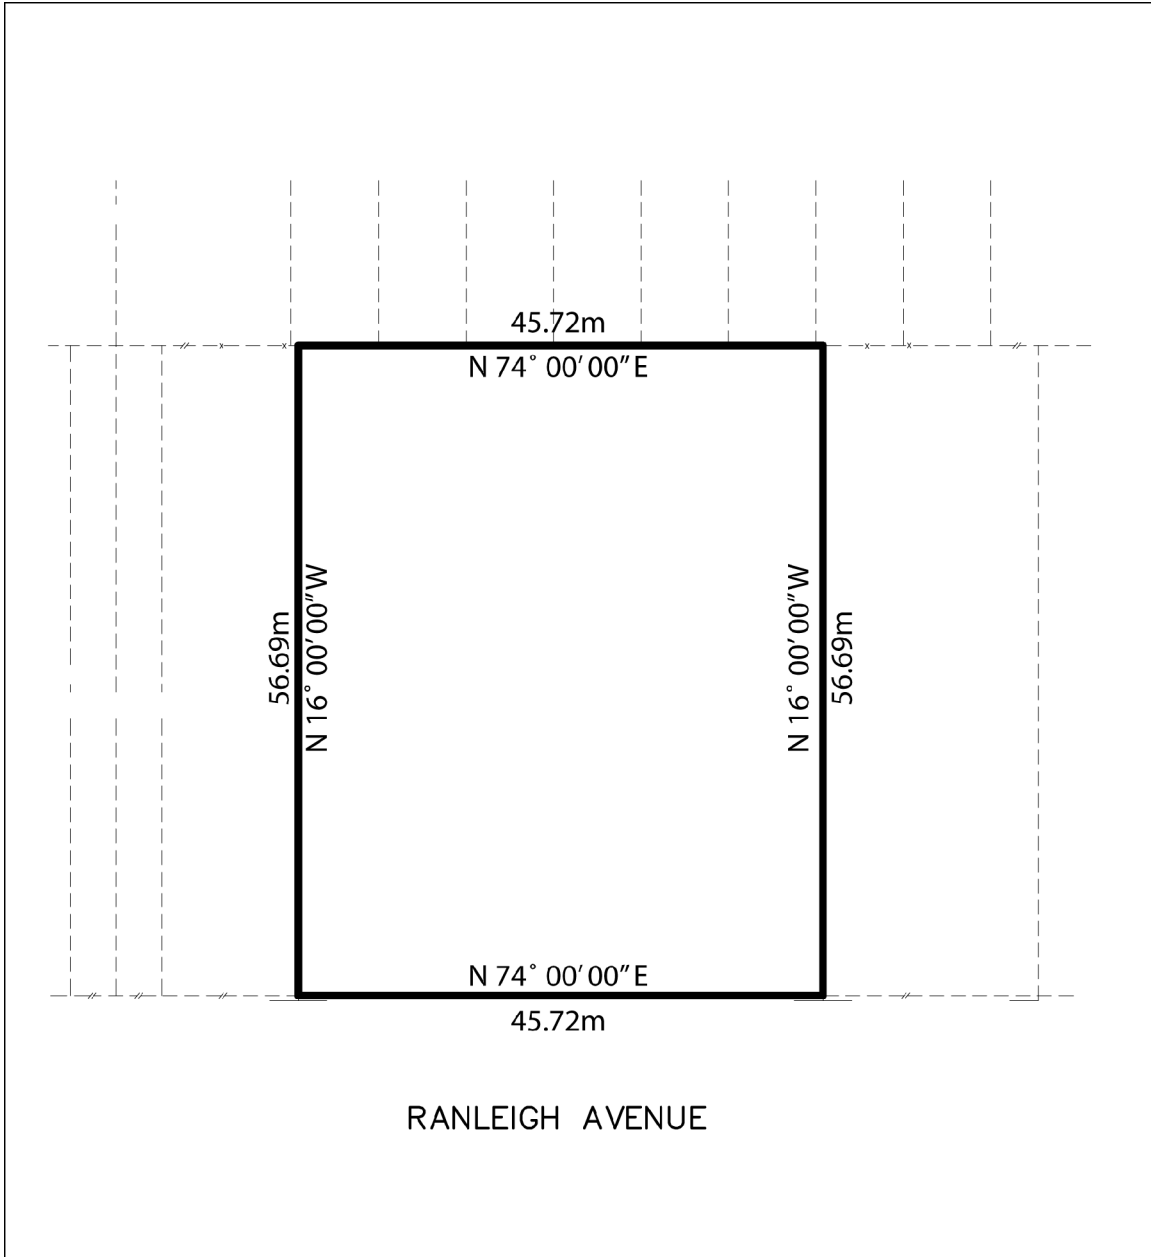 45.72m
N 74° 00' 00" E
56.69m
N 16° 00' 00" W
N 16° 00' 00" W
56.69m
N 74° 00' 00" E
45.72m
RANLEIGH AVENUE